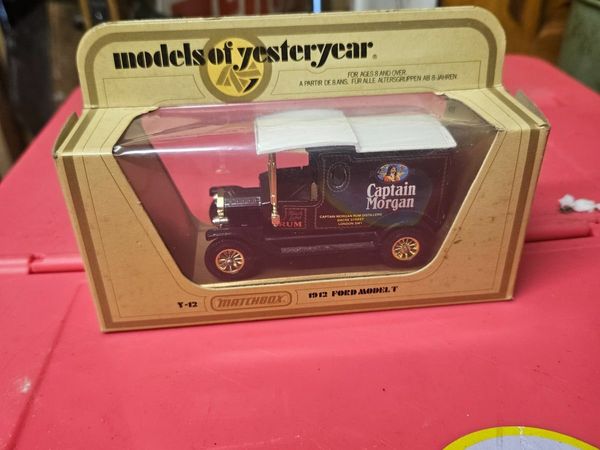 models of yesteryear®
FOR AGES 8 AND OVER
A PARTIR DE 8 ANS. FÜR ALLE ALTERSGRUPPEN AB 8-JAHREN.
Captain
Morgan
CAPTAIN MORGAN RUM DISTILLERS
LONDON SW1
RUM
Y-12
MATCHBOX
1912 FORD MODEL T